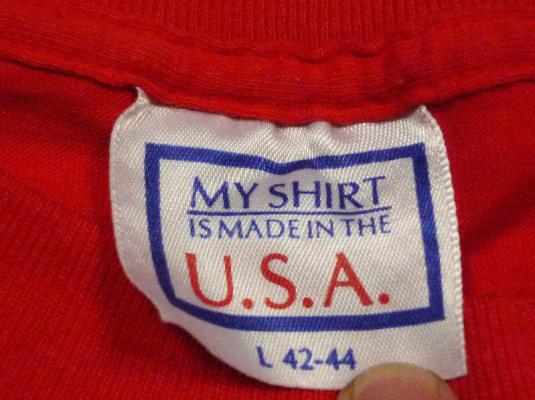 MY SHIRT
IS MADE IN THE
U.S.A.
L 42-44